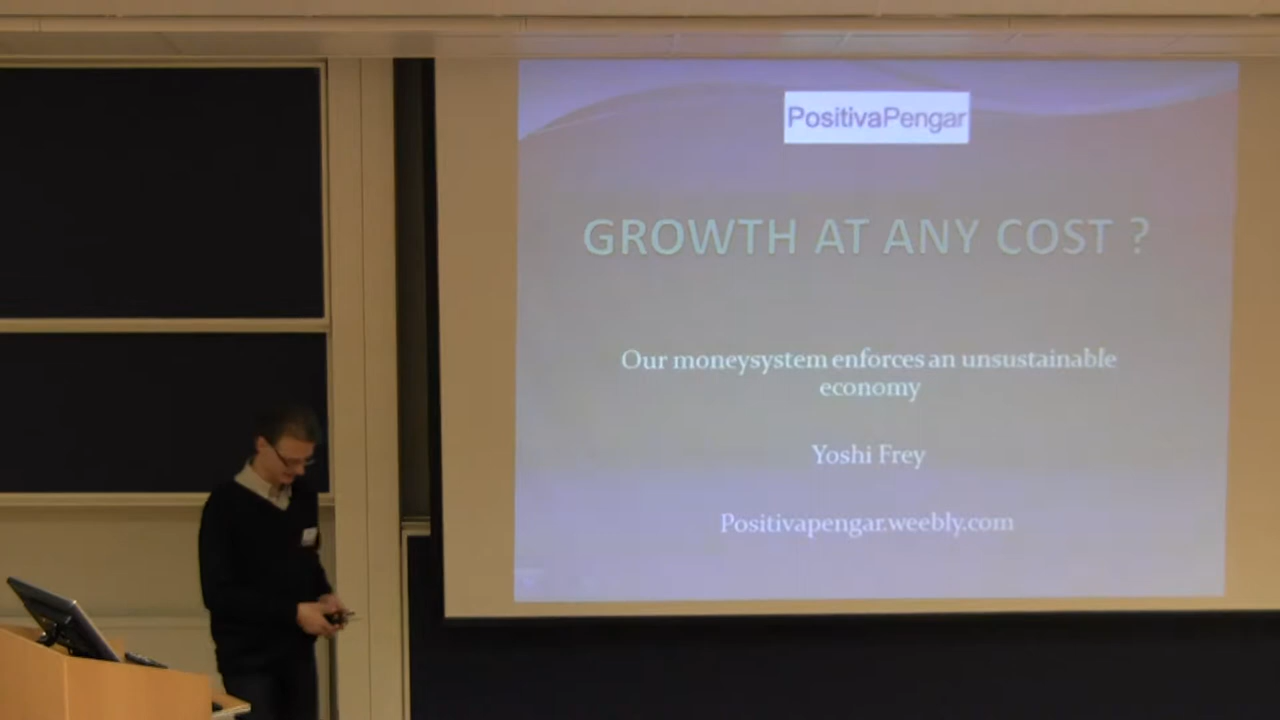 PositivaPengar
GROWTH AT ANY COST ?
Our moneysystem enforces an unsustainable
economy
Yoshi Frey
Positivapengar.weebly.com